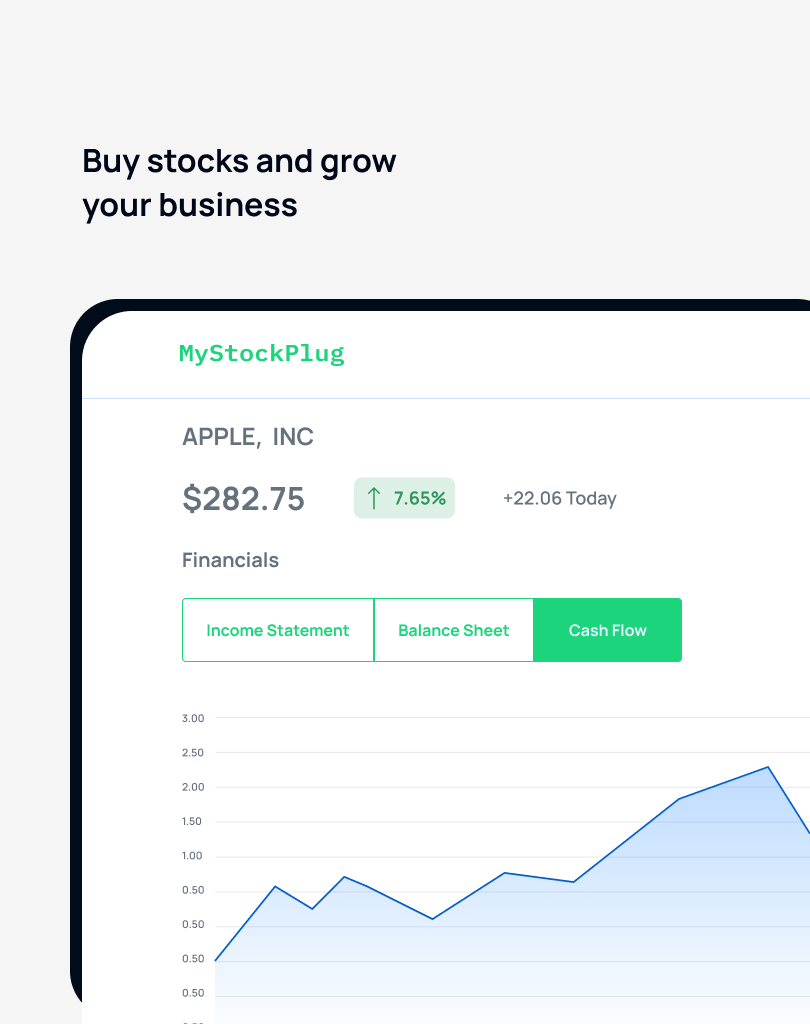 Buy stocks and grow
your business
MyStockPlug
APPLE, INC
$282.75
↑ 7.65%
+22.06 Today
Financials
Income Statement
Balance Sheet
Cash Flow
3.00
2.50
2.00
1.50
1.00
0.50
0.50
0.50
0.50